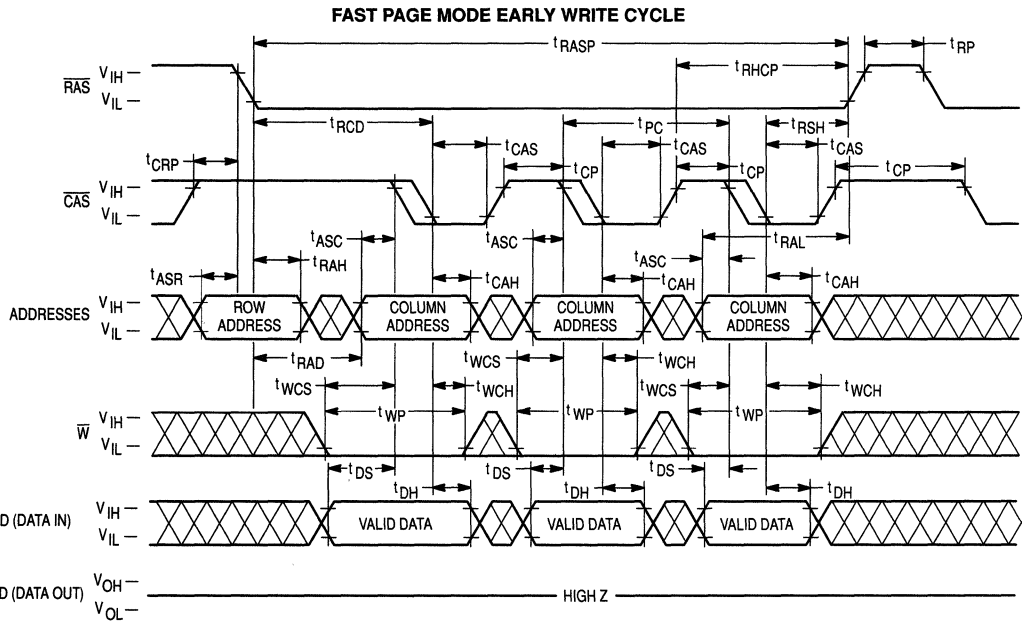 FAST PAGE MODE EARLY WRITE CYCLE
tRASP tRP
RAS VIH tRHCP
VIL
tRCD tPC tRSH
tCRP tCAS tCAS tCAS
CAS VIH tCP tCP tCP
VIL
tASC tASC tRAL
tRAH tASC
tASR tCAH tCAH tCAH
ADDRESSES VIH ROW ADDRESS COLUMN ADDRESS COLUMN ADDRESS COLUMN ADDRESS
VIL
tRAD tWCS tWCH
tWCS tWCH tWCS tWCH
W VIH tWP tWP tWP
VIL
tDS tDS tDS
tDH tDH tDH
D (DATA IN) VIH VALID DATA VALID DATA VALID DATA
VIL
D (DATA OUT) VOH HIGH Z
VOL